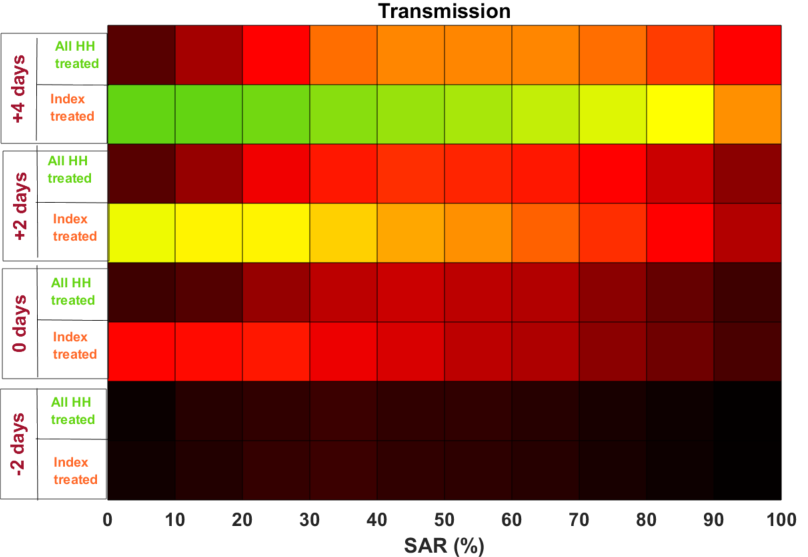 Transmission
+4 days
All HH
treated
Index
treated
+2 days
All HH
treated
Index
treated
0 days
All HH
treated
Index
treated
-2 days
All HH
treated
Index
treated
0 10 20 30 40 50 60 70 80 90 100
SAR (%)